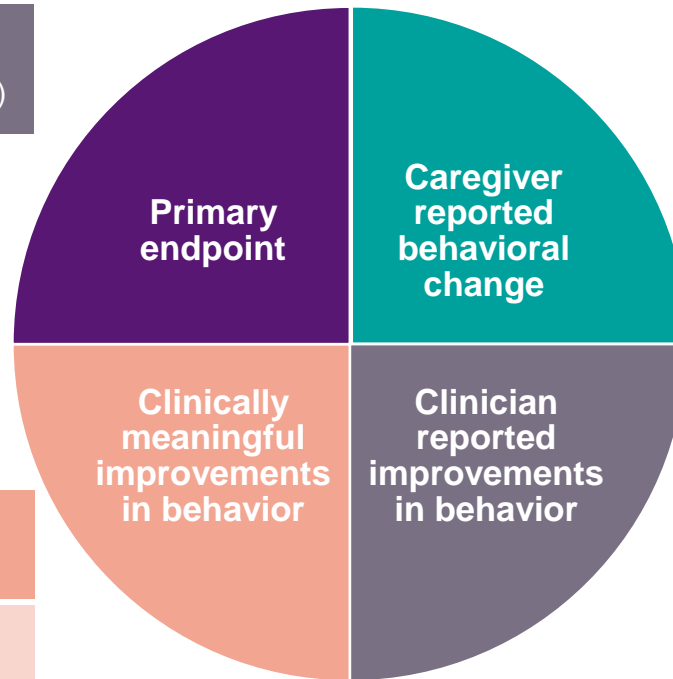 )
Primary
endpoint
Caregiver
reported
behavioral
change
Clinically
meaningful
improvements
in behavior
Clinician
reported
improvements
in behavior